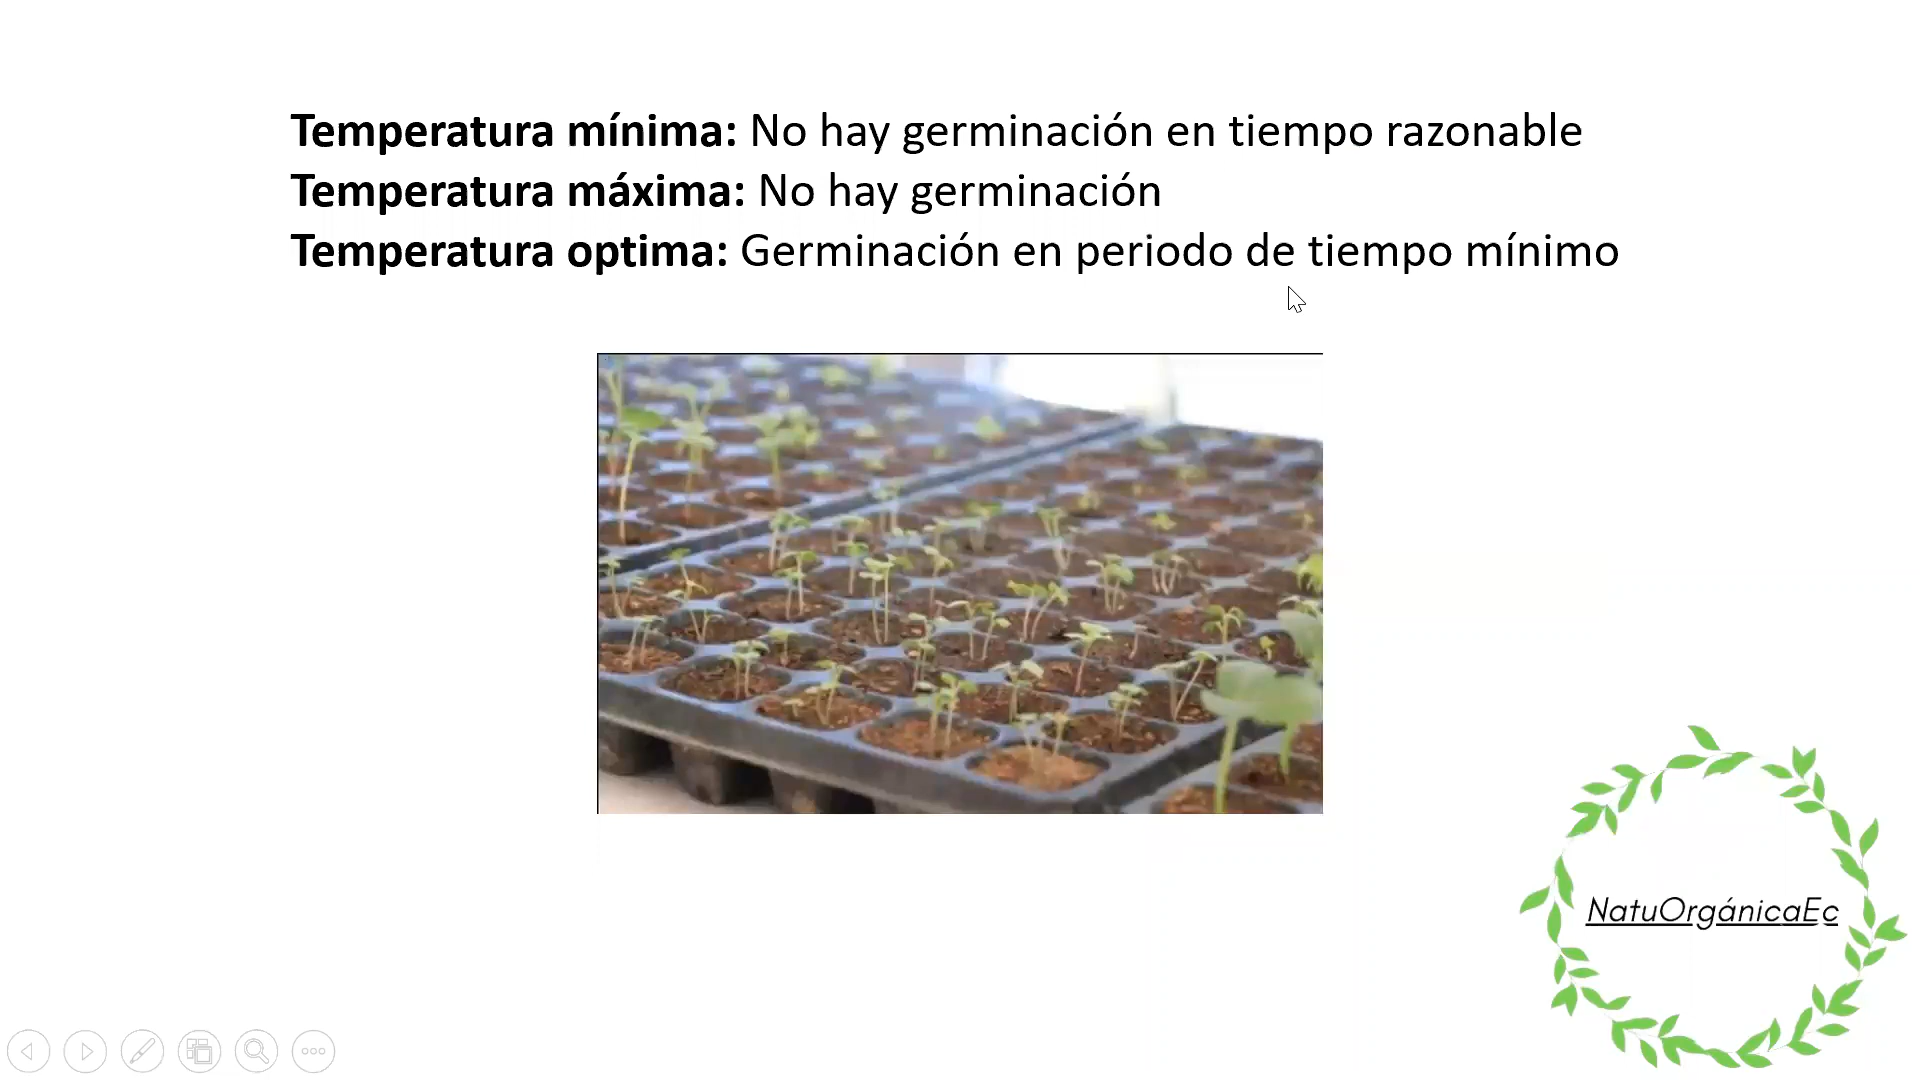 Temperatura mínima: No hay germinación en tiempo razonable
Temperatura máxima: No hay germinación
Temperatura optima: Germinación en periodo de tiempo mínimo
NatuOrgánicaEc